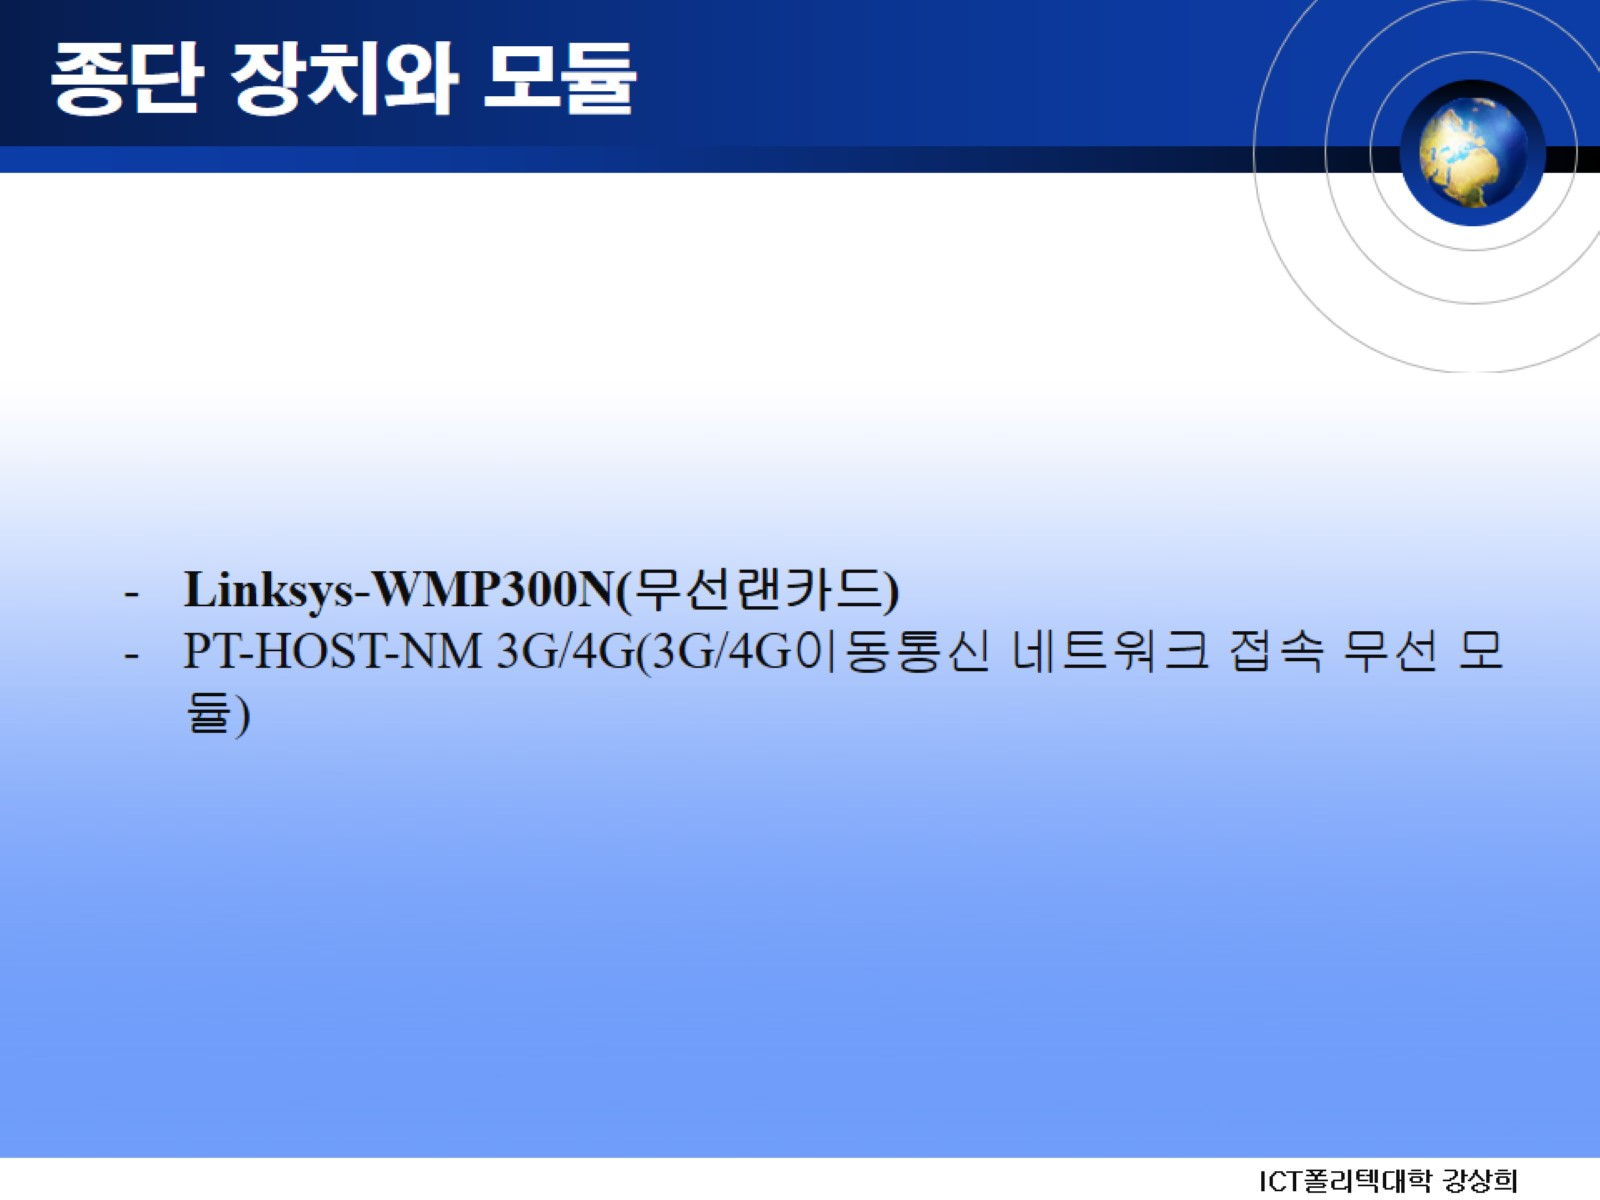 종단 장치와 모듈
- Linksys-WMP300N(무선랜카드)
- PT-HOST-NM 3G/4G(3G/4G이동통신 네트워크 접속 무선 모
듈)
ICT폴리텍대학 강상희